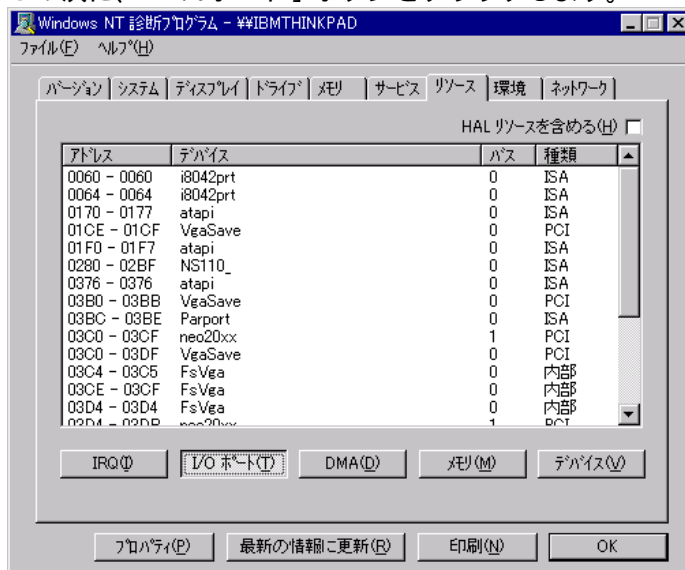 Windows NT 診断プログラム - ¥¥IBMTHINKPAD
ファイル(F) ヘルプ(H)
バージョン システム ディスプレイ ドライブ メモリ サービス リソース 環境 ネットワーク
HAL リソースを含める(H)
アドレス デバイス バス 種類
0060 - 0060 i8042prt 0 ISA
0064 - 0064 i8042prt 0 ISA
0170 - 0177 atapi 0 ISA
01CE - 01CF VgaSave 0 PCI
01F0 - 01F7 atapi 0 ISA
0280 - 02BF NS110_ 0 ISA
0376 - 0376 atapi 0 ISA
03B0 - 03BB VgaSave 0 PCI
03BC - 03BE Parport 0 ISA
03C0 - 03CF neo20xx 1 PCI
03C0 - 03DF VgaSave 0 PCI
03C4 - 03C5 FsVga 0 内部
03CE - 03CF FsVga 0 内部
03D4 - 03D4 FsVga 0 内部
03D4 - 03DB neo20xx 1 PCI
IRQ(I) I/O ポート(T) DMA(D) メモリ(M) デバイス(V)
プロパティ(P) 最新の情報に更新(R) 印刷(N) OK